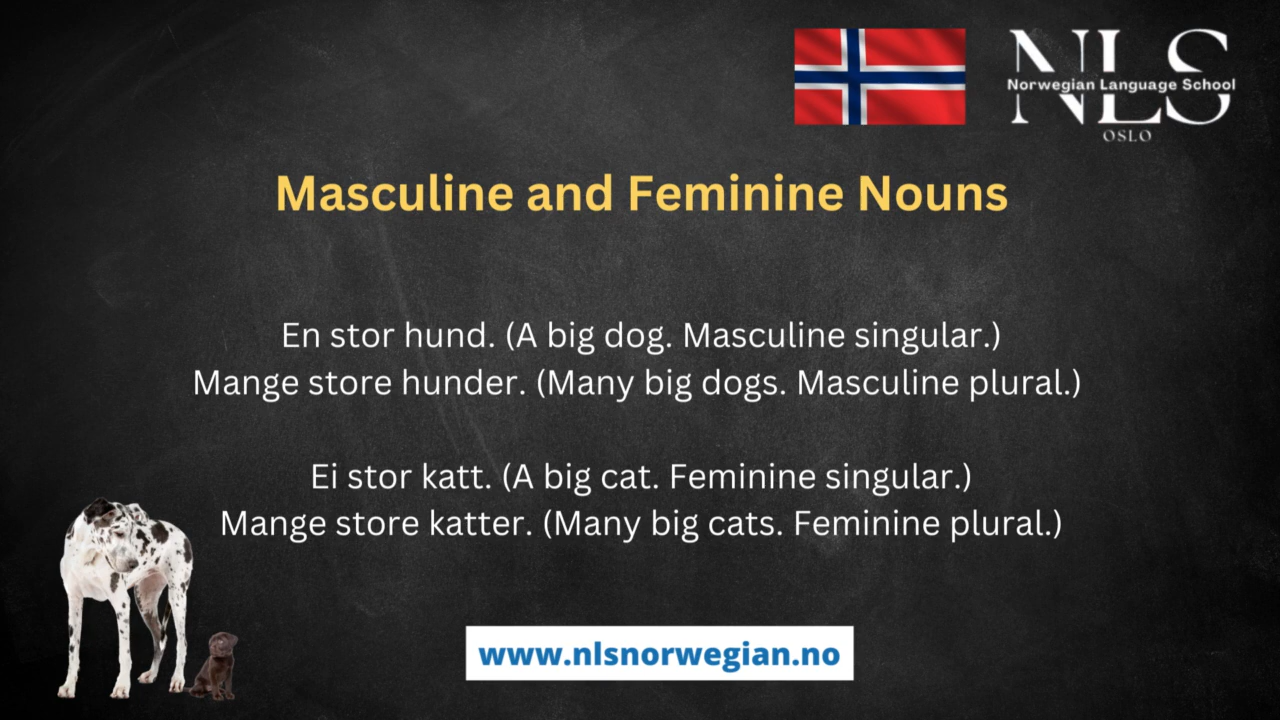 NLS
Norwegian Language School
OSLO
Masculine and Feminine Nouns
En stor hund. (A big dog. Masculine singular.)
Mange store hunder. (Many big dogs. Masculine plural.)
Ei stor katt. (A big cat. Feminine singular.)
Mange store katter. (Many big cats. Feminine plural.)
www.nlsnorwegian.no